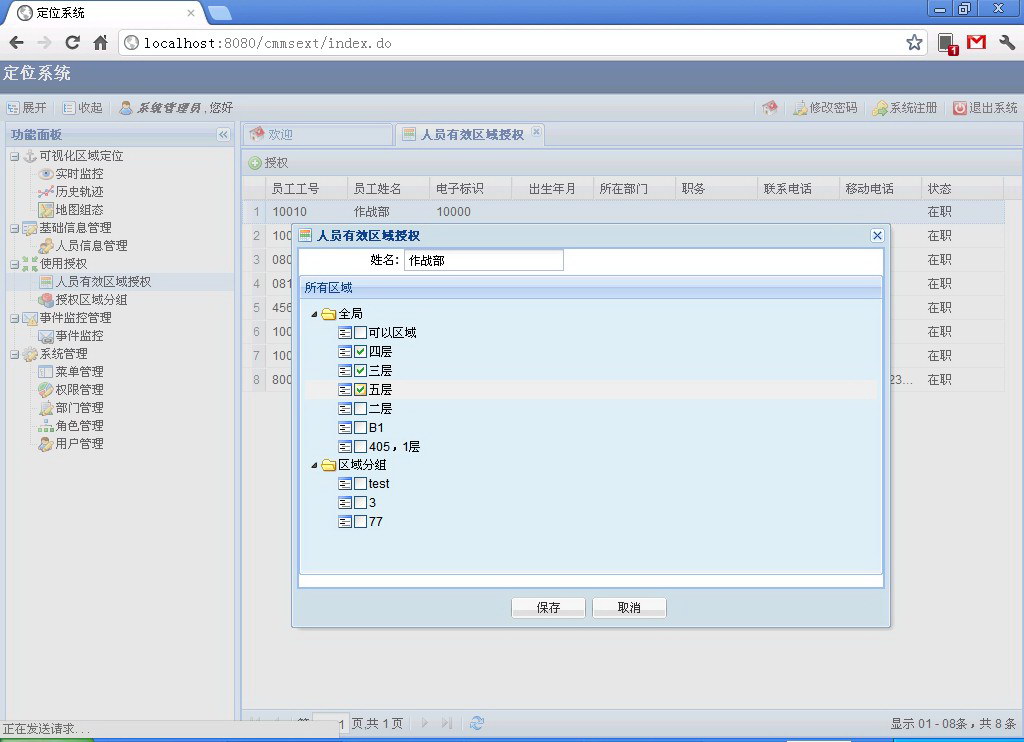 定位系统
localhost:8080/cmmsext/index.do
1
定位系统
展开 收起 系统管理员,您好 修改密码 系统注册 退出系统
功能面板
可视化区域定位
实时监控
历史轨迹
地图组态
基础信息管理
人员信息管理
使用授权
人员有效区域授权
授权区域分组
事件监控管理
事件监控
系统管理
菜单管理
权限管理
部门管理
角色管理
用户管理
欢迎 人员有效区域授权
授权
员工工号 员工姓名 电子标识 出生年月 所在部门 职务 联系电话 移动电话 状态
1 10010 作战部 10000 在职
2 100 在职
3 080 在职
4 081 在职
5 456 在职
6 100 在职
7 100 在职
8 800 23... 在职
人员有效区域授权
姓名: 作战部
所有区域
全局
可以区域
四层
三层
五层
二层
B1
405，1层
区域分组
test
3
77
保存 取消
正在发送请求...
第 1 页,共 1 页
显示 01 - 08条，共 8 条